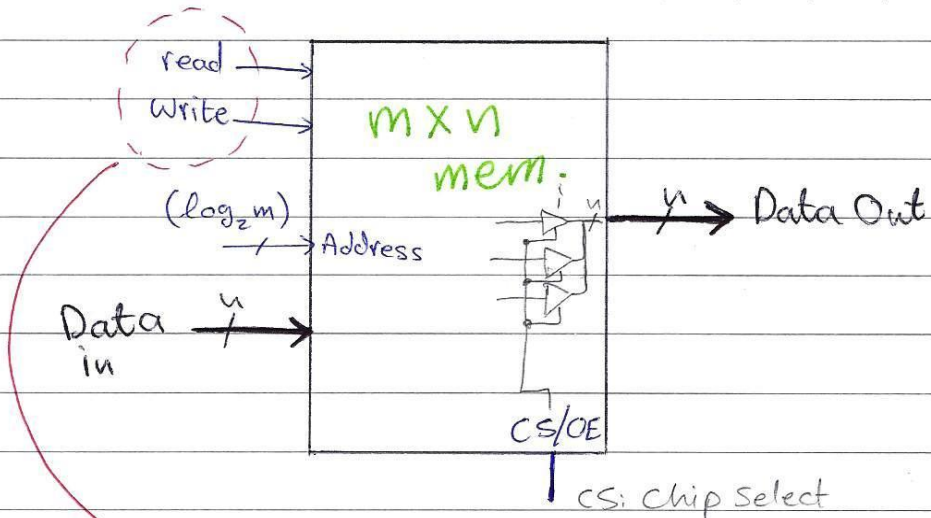 read
write
m x n
mem.
(log₂m)
Address
n
n
Data Out
n
Data
in
CS/OE
CS: Chip Select